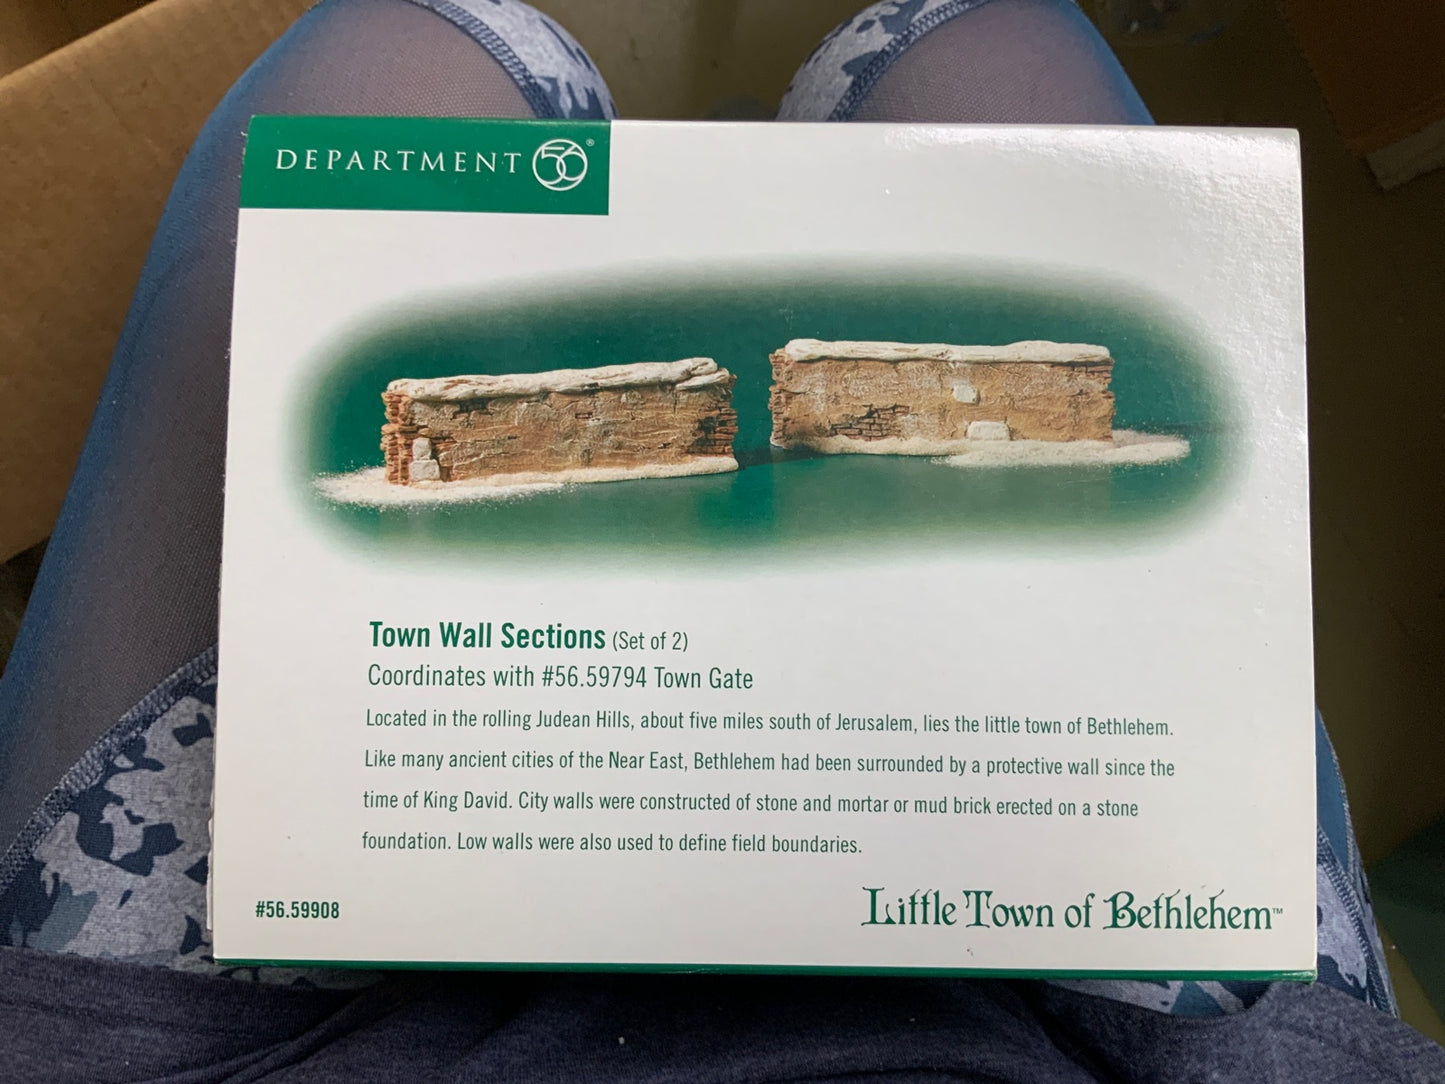 DEPARTMENT 56®
Town Wall Sections (Set of 2)
Coordinates with #56.59794 Town Gate
Located in the rolling Judean Hills, about five miles south of Jerusalem, lies the little town of Bethlehem.
Like many ancient cities of the Near East, Bethlehem had been surrounded by a protective wall since the
time of King David. City walls were constructed of stone and mortar or mud brick erected on a stone
foundation. Low walls were also used to define field boundaries.
#56.59908
Little Town of Bethlehem™